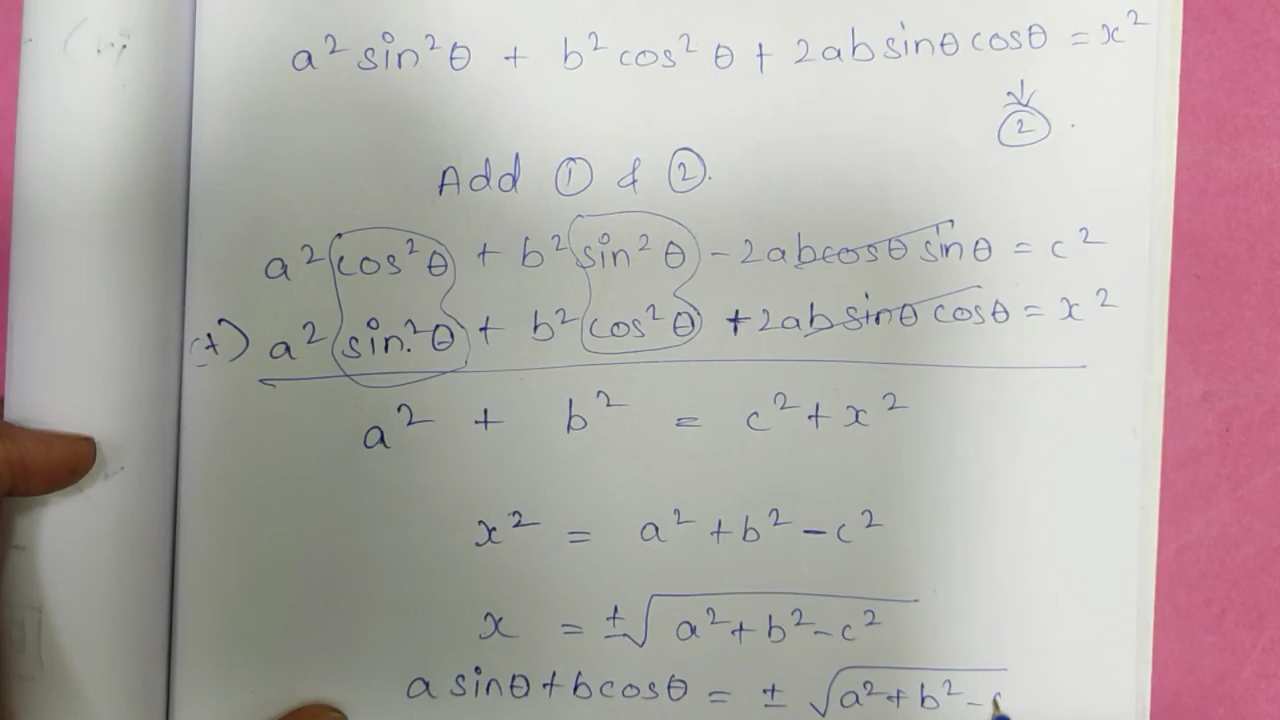 a² sin²θ + b² cos²θ + 2ab sinθ cosθ = x²
↓
②.
Add ① & ②.
a² cos²θ + b² sin²θ - 2ab cosθ sinθ = c²
(+) a² sin²θ + b² cos²θ + 2ab sinθ cosθ = x²
a² + b² = c² + x²
x² = a² + b² - c²
x = ±√a² + b² - c²
a sinθ + b cosθ = ± √a² + b² -